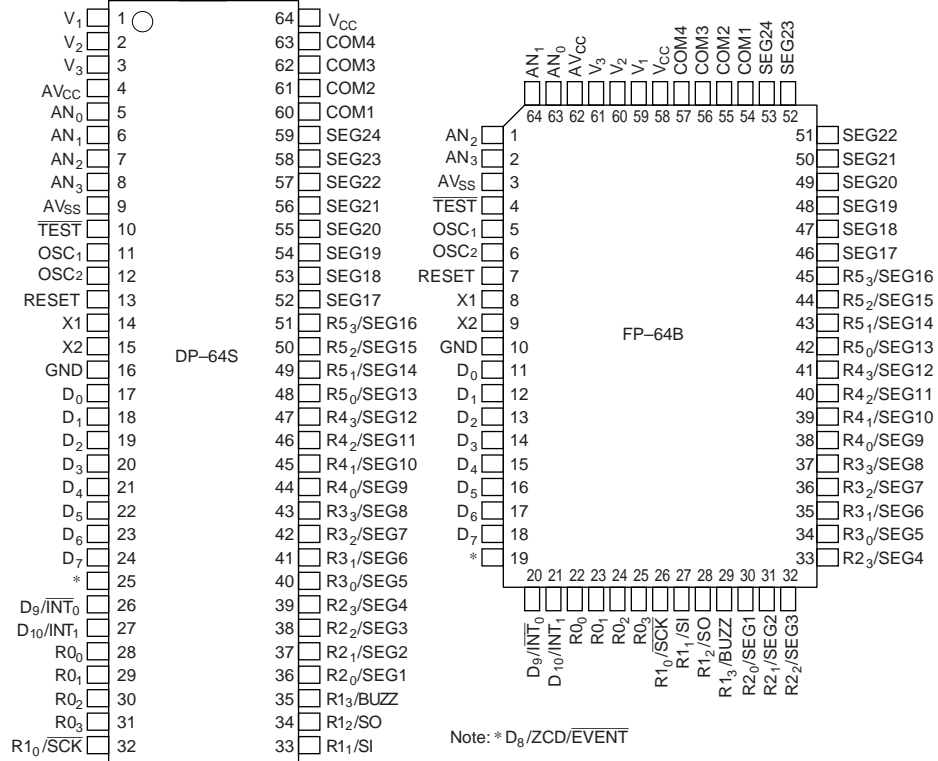 V1 1 64 VCC
V2 2 63 COM4
V3 3 62 COM3
AVCC 4 61 COM2
AN0 5 60 COM1
AN1 6 59 SEG24
AN2 7 58 SEG23
AN3 8 57 SEG22
AVSS 9 56 SEG21
TEST 10 55 SEG20
OSC1 11 54 SEG19
OSC2 12 53 SEG18
RESET 13 52 SEG17
X1 14 51 R53/SEG16
X2 15 50 R52/SEG15
GND 16 49 R51/SEG14
D0 17 48 R50/SEG13
D1 18 47 R43/SEG12
D2 19 46 R42/SEG11
D3 20 45 R41/SEG10
D4 21 44 R40/SEG9
D5 22 43 R33/SEG8
D6 23 42 R32/SEG7
D7 24 41 R31/SEG6
* 25 40 R30/SEG5
D9/INT0 26 39 R23/SEG4
D10/INT1 27 38 R22/SEG3
R00 28 37 R21/SEG2
R01 29 36 R20/SEG1
R02 30 35 R13/BUZZ
R03 31 34 R12/SO
R10/SCK 32 33 R11/SI
DP–64S
AN1 AN0 AVCC V3 V2 V1 VCC COM4 COM3 COM2 COM1 SEG24 SEG23
64 63 62 61 60 59 58 57 56 55 54 53 52
AN2 1 51 SEG22
AN3 2 50 SEG21
AVSS 3 49 SEG20
TEST 4 48 SEG19
OSC1 5 47 SEG18
OSC2 6 46 SEG17
RESET 7 45 R53/SEG16
X1 8 44 R52/SEG15
X2 9 43 R51/SEG14
GND 10 42 R50/SEG13
D0 11 41 R43/SEG12
D1 12 40 R42/SEG11
D2 13 39 R41/SEG10
D3 14 38 R40/SEG9
D4 15 37 R33/SEG8
D5 16 36 R32/SEG7
D6 17 35 R31/SEG6
D7 18 34 R30/SEG5
* 19 33 R23/SEG4
FP–64B
20 21 22 23 24 25 26 27 28 29 30 31 32
D9/INT0 D10/INT1 R00 R01 R02 R03 R10/SCK R11/SI R12/SO R13/BUZZ R20/SEG1 R21/SEG2 R22/SEG3
Note: * D8/ZCD/EVENT